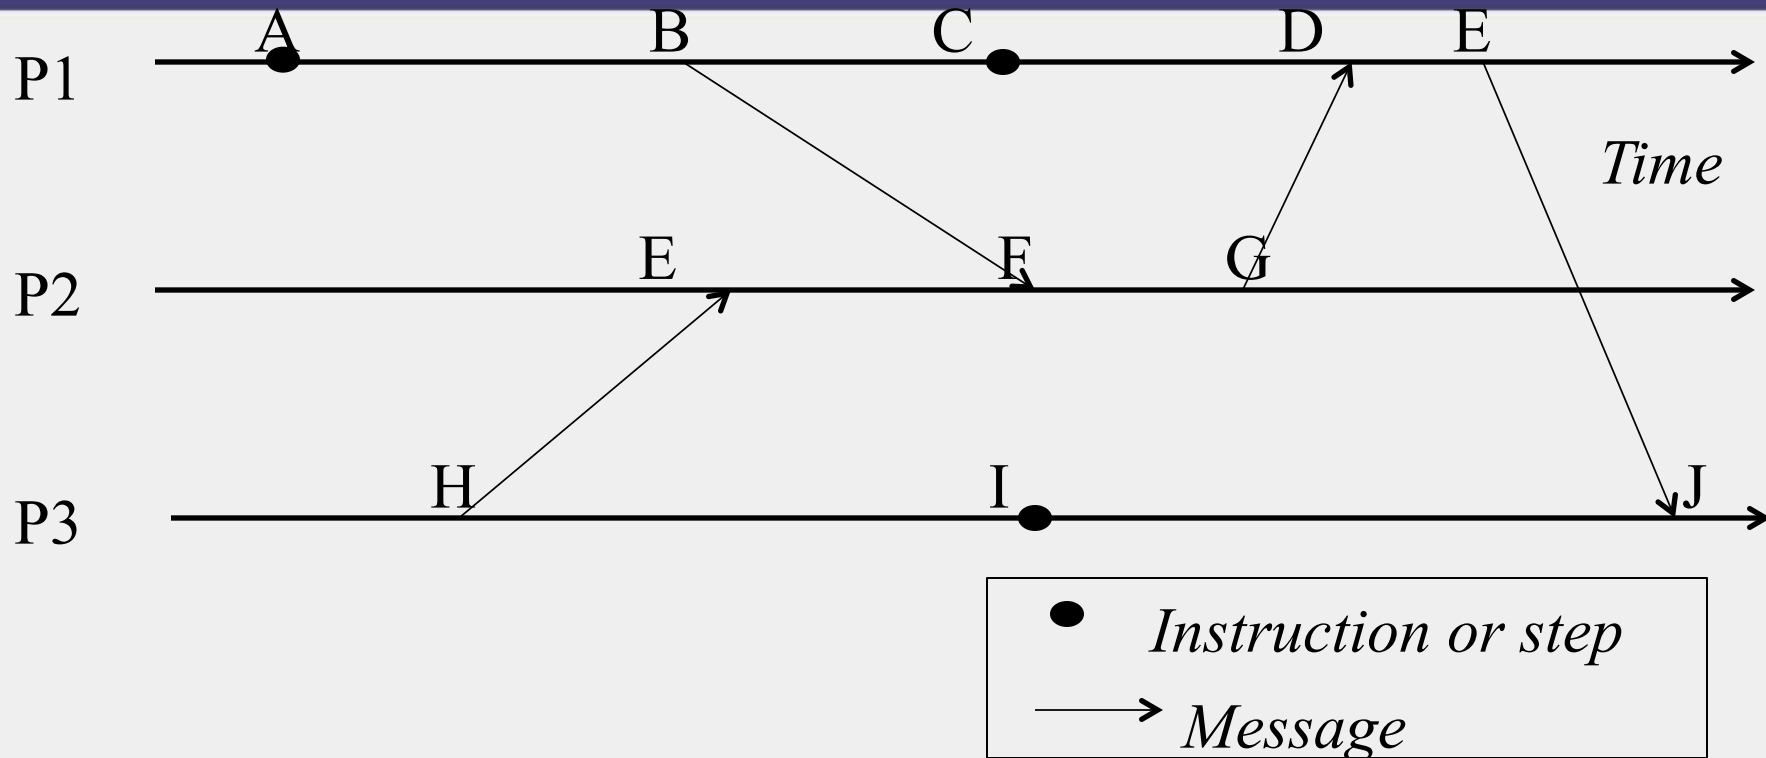 A B C D E
P1
Time
E F G
P2
H I J
P3
Instruction or step
Message